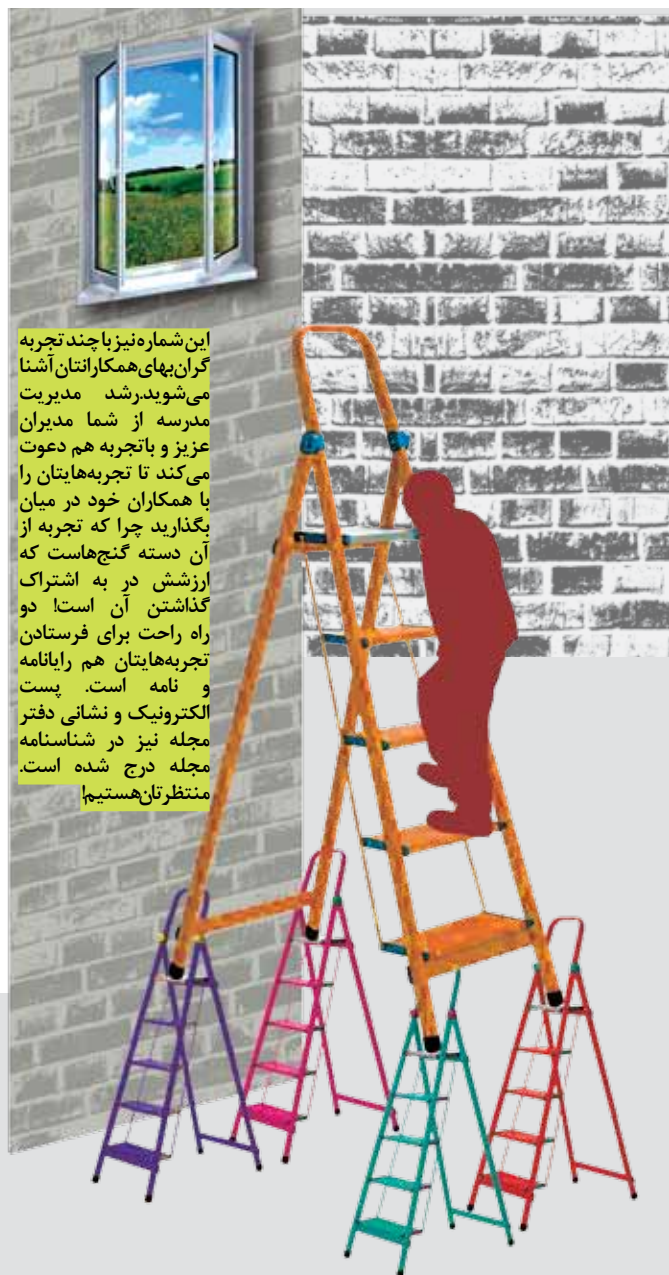 این شماره نیز با چند تجربه
گران‌بهای همکارانتان آشنا
می‌شوید. رشد مدیریت
مدرسه از شما مدیران
عزیز و باتجربه هم دعوت
می‌کند تا تجربه‌هایتان را
با همکاران خود در میان
بگذارید چرا که تجربه از
آن دسته گنج‌هاست که
ارزشش در به اشتراک
گذاشتن آن است! دو
راه راحت برای فرستادن
تجربه‌هایتان هم رایانامه
و نامه است. پست
الکترونیک و نشانی دفتر
مجله نیز در شناسنامه
مجله درج شده است.
منتظرتان هستیم!